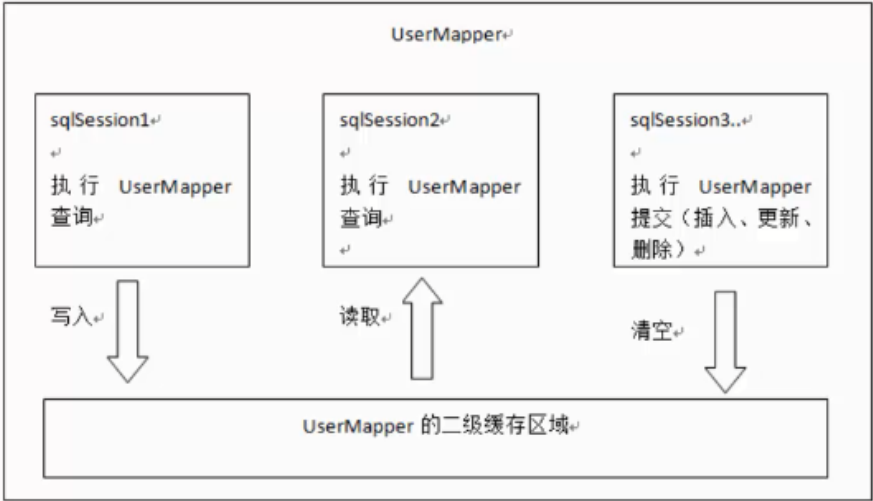 UserMapper
sqlSession1
执行 UserMapper
查询
sqlSession2
执行 UserMapper
查询
sqlSession3..
执行 UserMapper
提交（插入、更新、
删除）
写入
读取
清空
UserMapper 的二级缓存区域